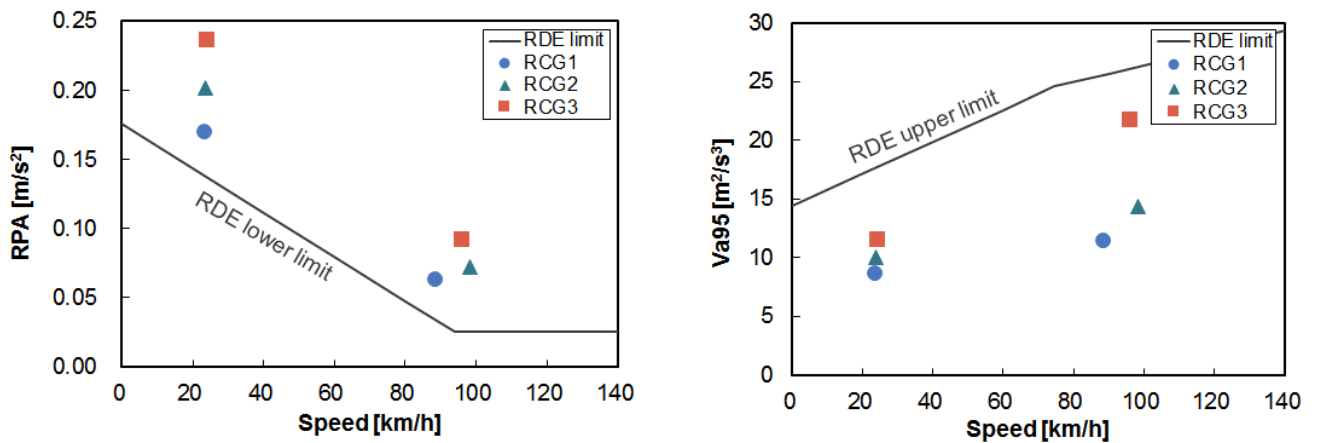 0.25
0.20
0.15
0.10
0.05
0.00
RPA [m/s²]
RDE limit
RCG1
RCG2
RCG3
RDE lower limit
0 20 40 60 80 100 120 140
Speed [km/h]
30
25
20
15
10
5
0
Va95 [m²/s³]
RDE limit
RCG1
RCG2
RCG3
RDE upper limit
0 20 40 60 80 100 120 140
Speed [km/h]